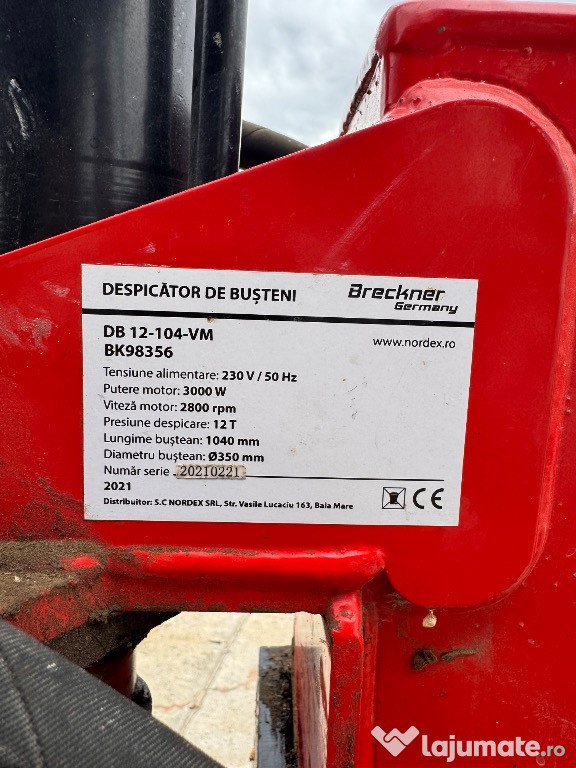 DESPICĂTOR DE BUȘTENI
Breckner
Germany
DB 12-104-VM
BK98356
www.nordex.ro
Tensiune alimentare: 230 V / 50 Hz
Putere motor: 3000 W
Viteză motor: 2800 rpm
Presiune despicare: 12 T
Lungime buștean: 1040 mm
Diametru buștean: Ø350 mm
Număr serie 20210221
2021
CE
Distribuitor: S.C NORDEX SRL, Str. Vasile Lucaciu 163, Baia Mare
lajumate.ro